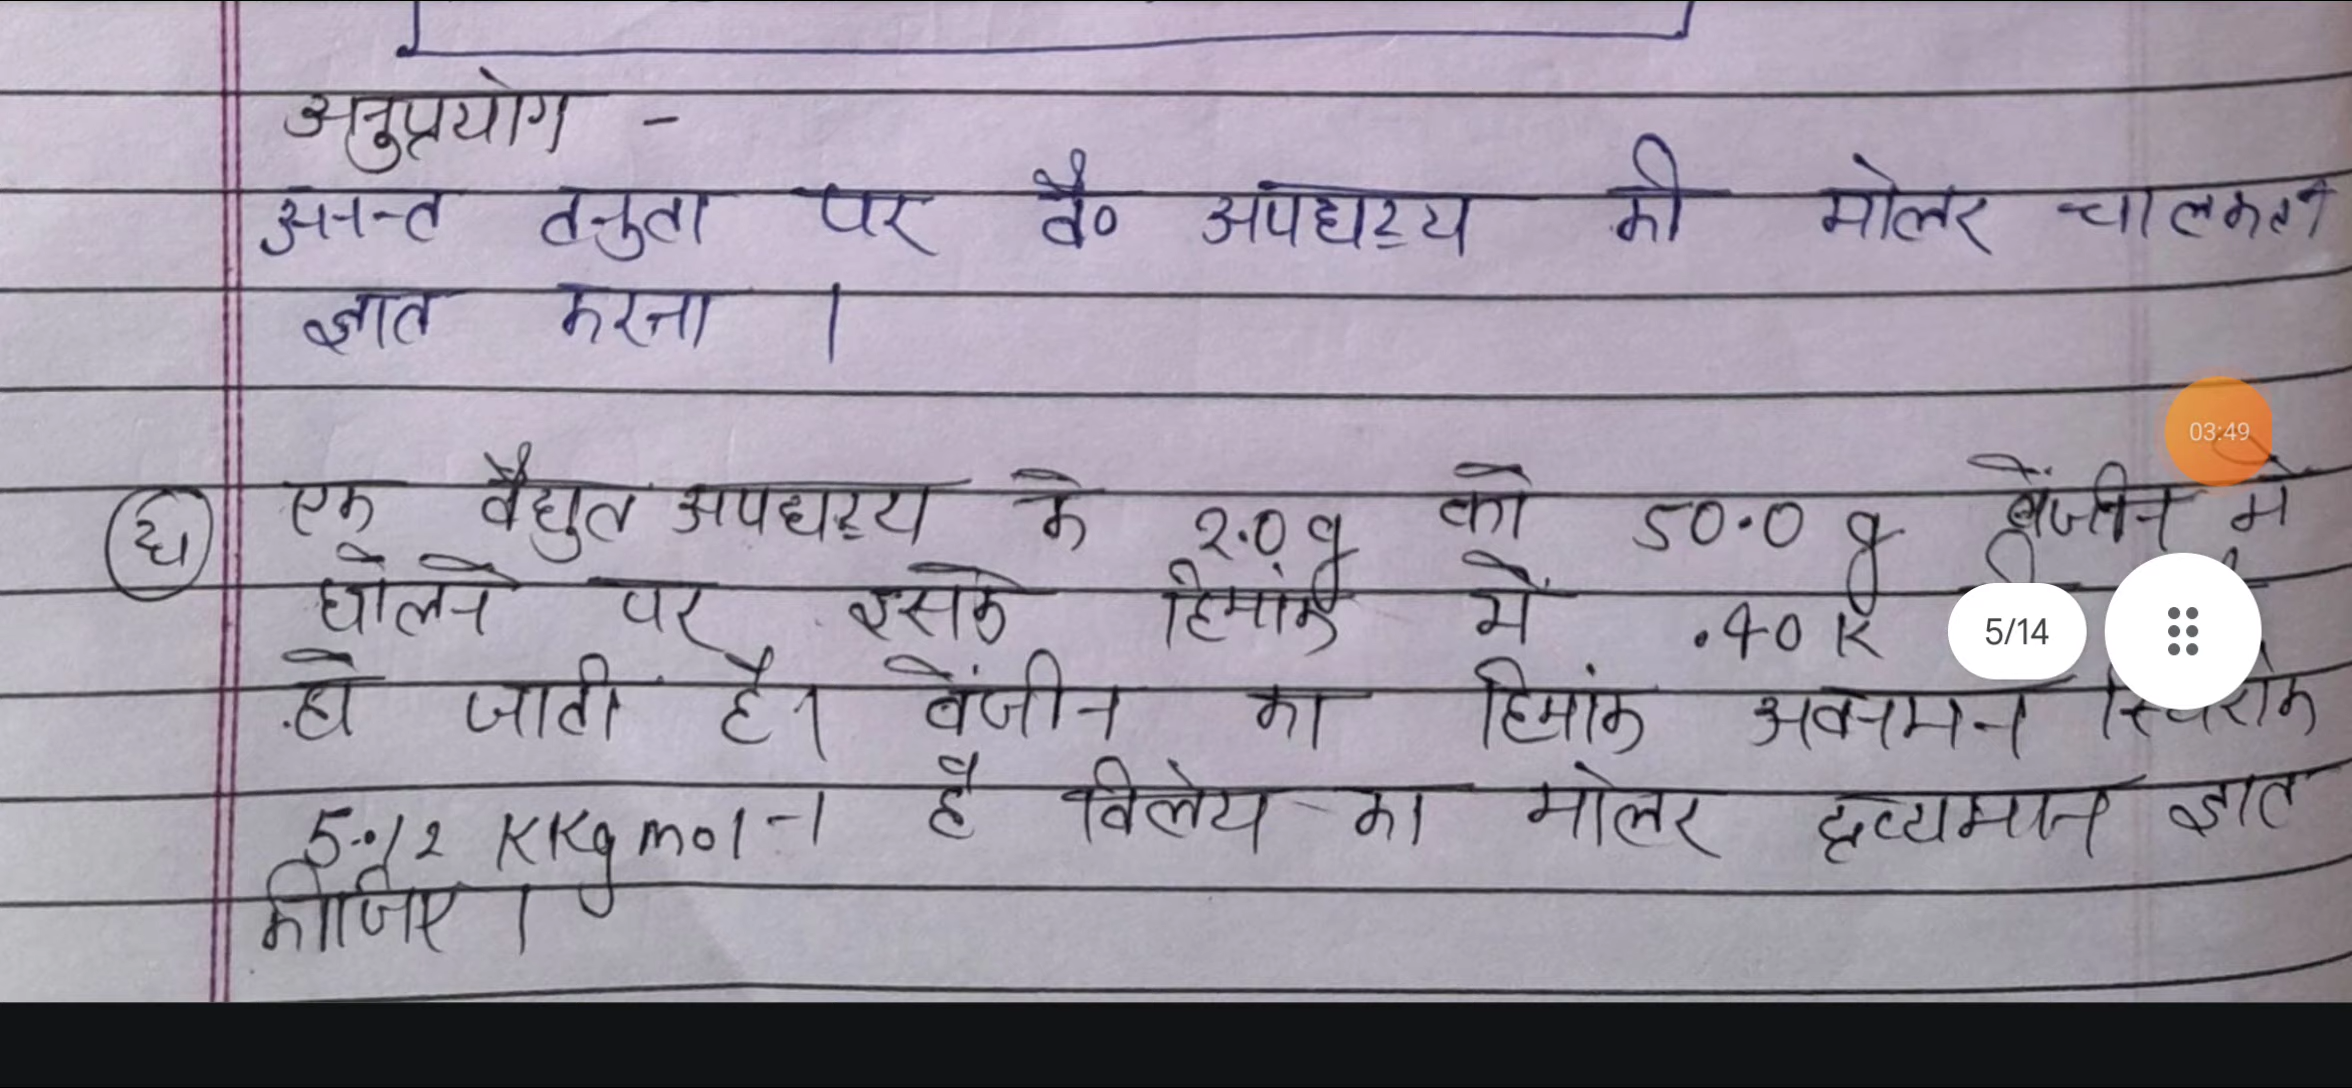 अनुप्रयोग -
अनन्त तनुता पर वै० अपघट्य की मोलर चालकता
ज्ञात करना ।
03:49
घ एक वैद्युत अपघट्य के 2.0 g को 50.0 g बेंजीन में
घोलने पर इसके हिमांक में .40 K
5/14
हो जाती है। बेंजीन का हिमांक अवनमन स्थिरांक
5.12 KKg mol-1 है विलेय का मोलर द्रव्यमान ज्ञात
कीजिए ।